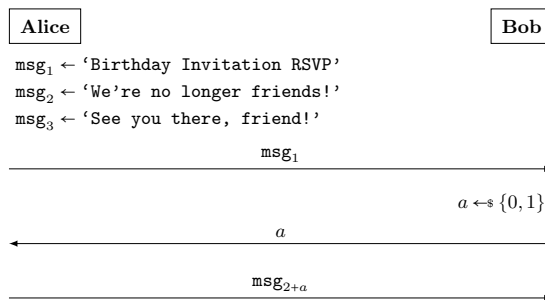 Alice Bob
msg₁ ← ‘Birthday Invitation RSVP’
msg₂ ← ‘We're no longer friends!’
msg₃ ← ‘See you there, friend!’
msg₁
a ←$ {0, 1}
a
msg₂₊ₐ